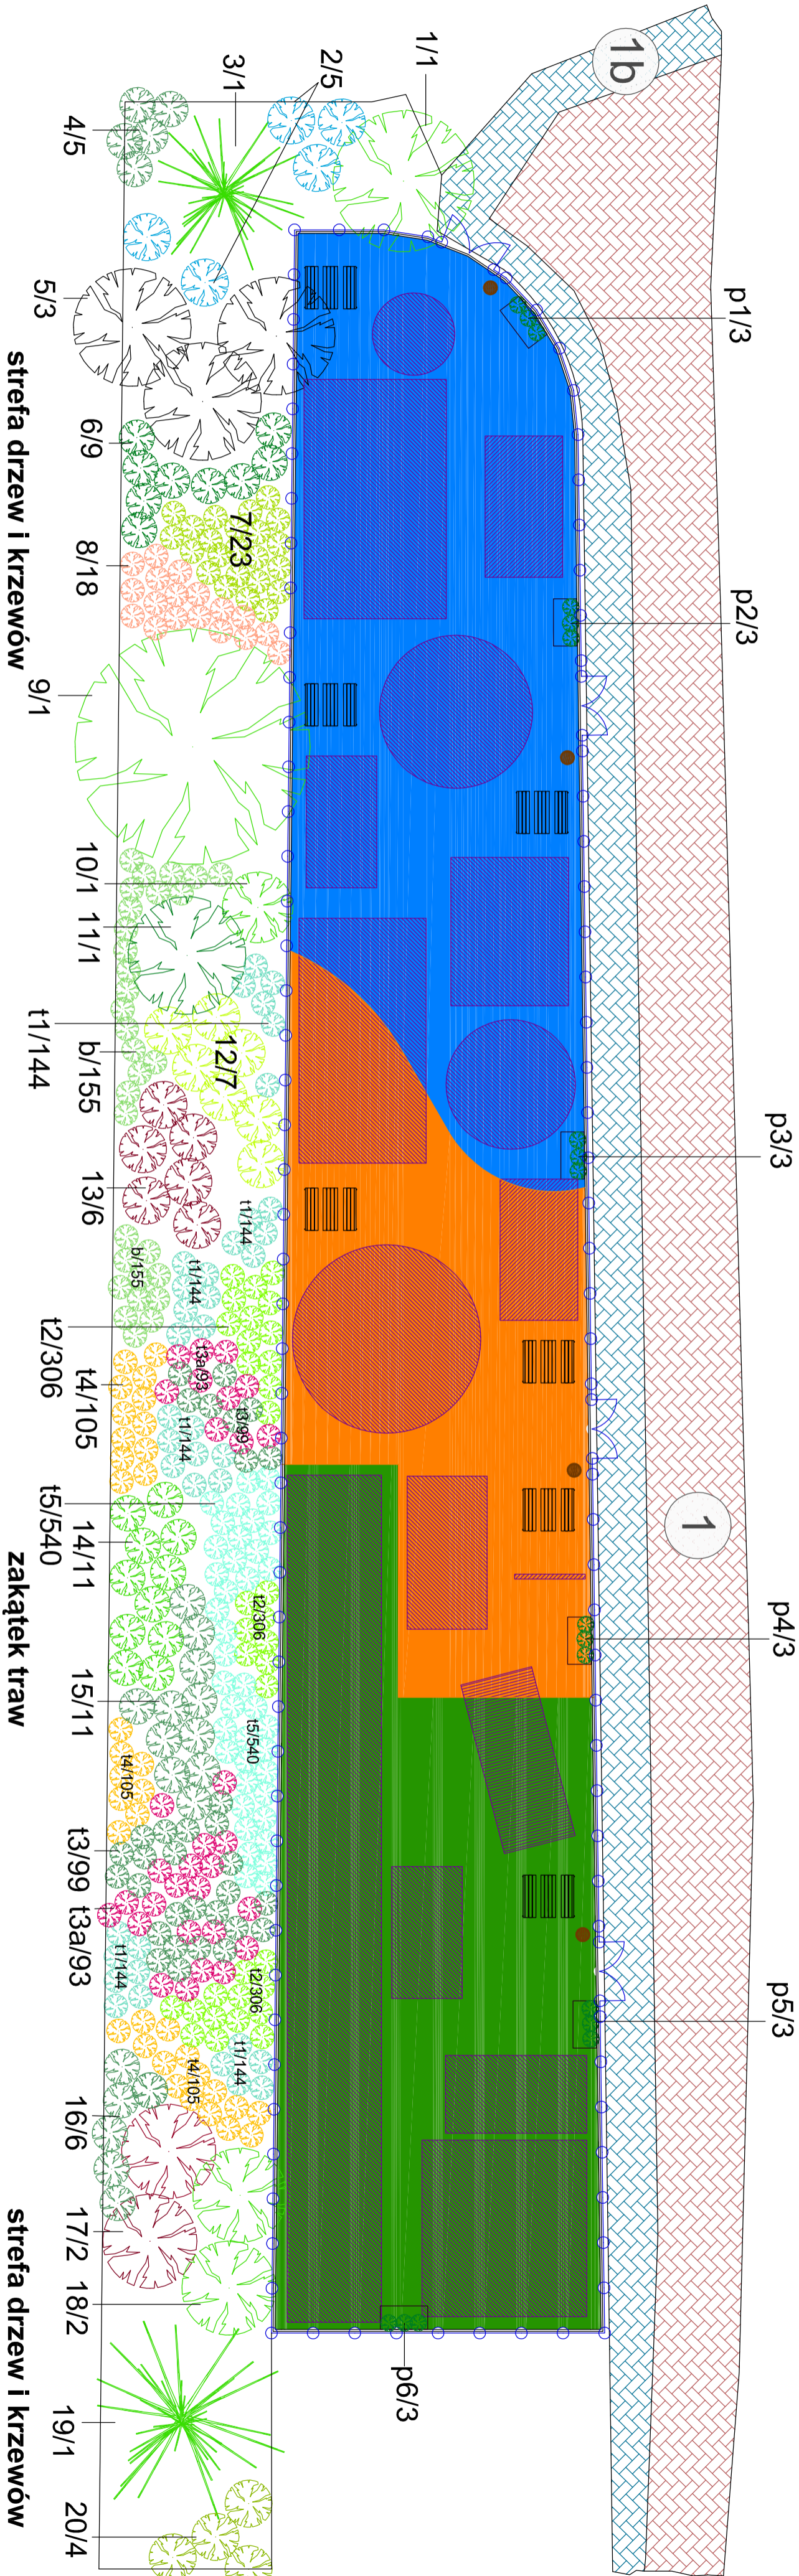 1b
1/1
2/5
3/1
4/5
p1/3
5/3
6/9
7/23
8/18
strefa drzew i krzewów
p2/3
9/1
10/1
11/1
t1/144
b/155
12/7
p3/3
13/6
t1/144
b/155
t1/144
t2/306
t3a/93
t4/105
t3/99
t1/144
t5/540
14/11
1
zakątek traw
t2/306
p4/3
15/11
t5/540
t4/105
t3/99
t3a/93
t1/144
t2/306
p5/3
t1/144
t4/105
16/6
17/2
18/2
strefa drzew i krzewów
p6/3
19/1
20/4